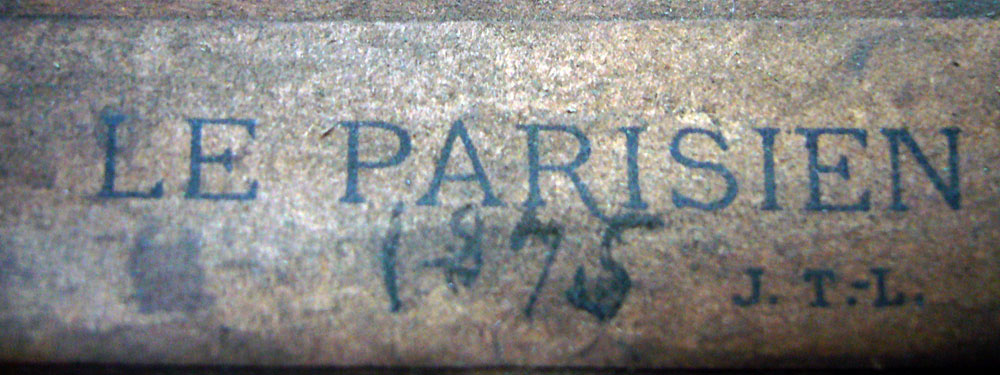 LE PARISIEN
1875
J. T.-L.